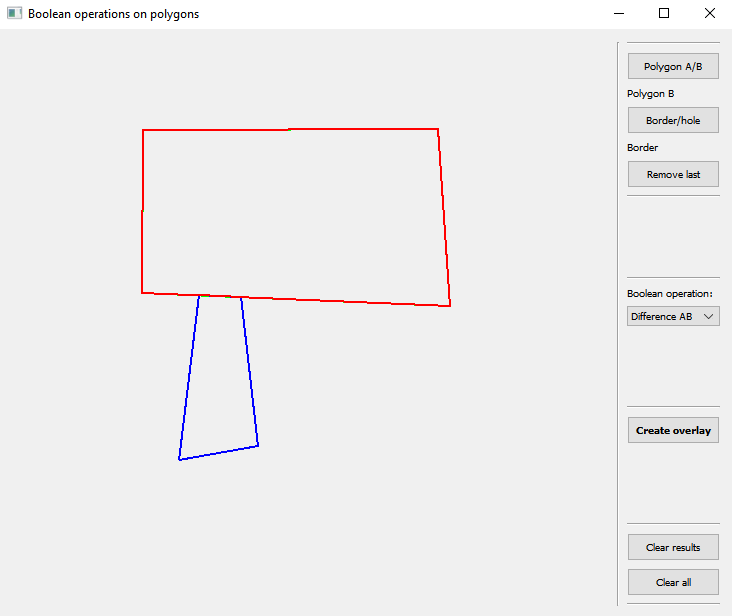 Boolean operations on polygons
Polygon A/B
Polygon B
Border/hole
Border
Remove last
Boolean operation:
Difference AB
Create overlay
Clear results
Clear all